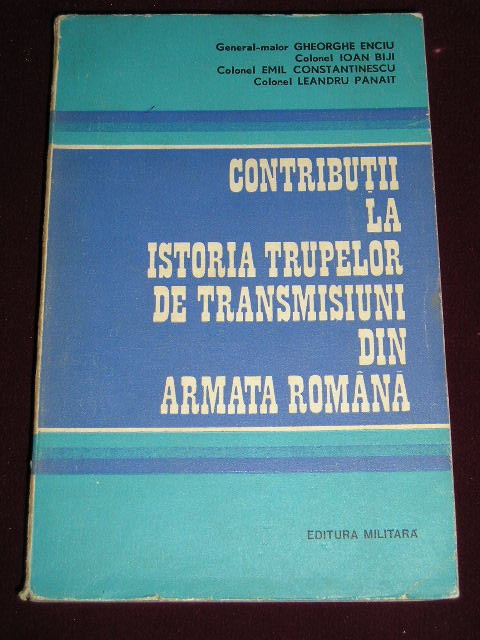 General-maior GHEORGHE ENCIU
Colonel IOAN BIJI
Colonel EMIL CONSTANTINESCU
Colonel LEANDRU PANAIT
CONTRIBUŢII
LA
ISTORIA TRUPELOR
DE TRANSMISIUNI
DIN
ARMATA ROMÂNĂ
EDITURA MILITARĂ